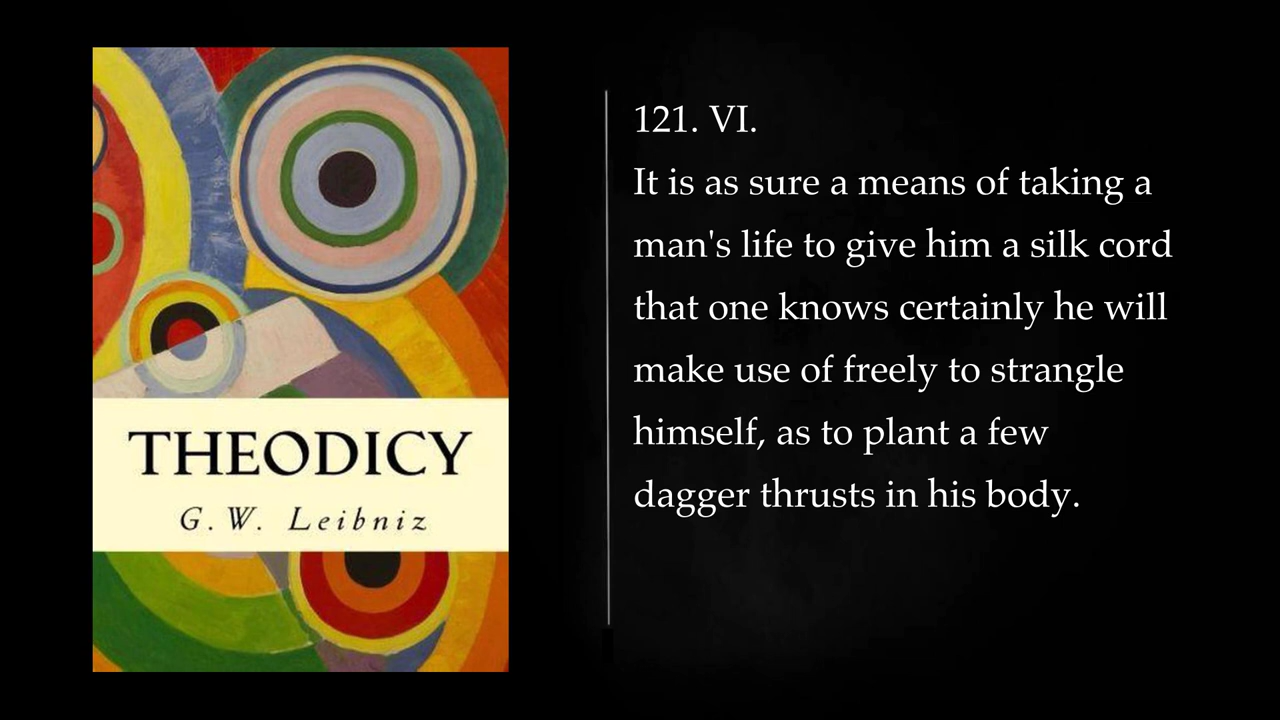 THEODICY
G.W. Leibniz
121. VI.
It is as sure a means of taking a
man's life to give him a silk cord
that one knows certainly he will
make use of freely to strangle
himself, as to plant a few
dagger thrusts in his body.